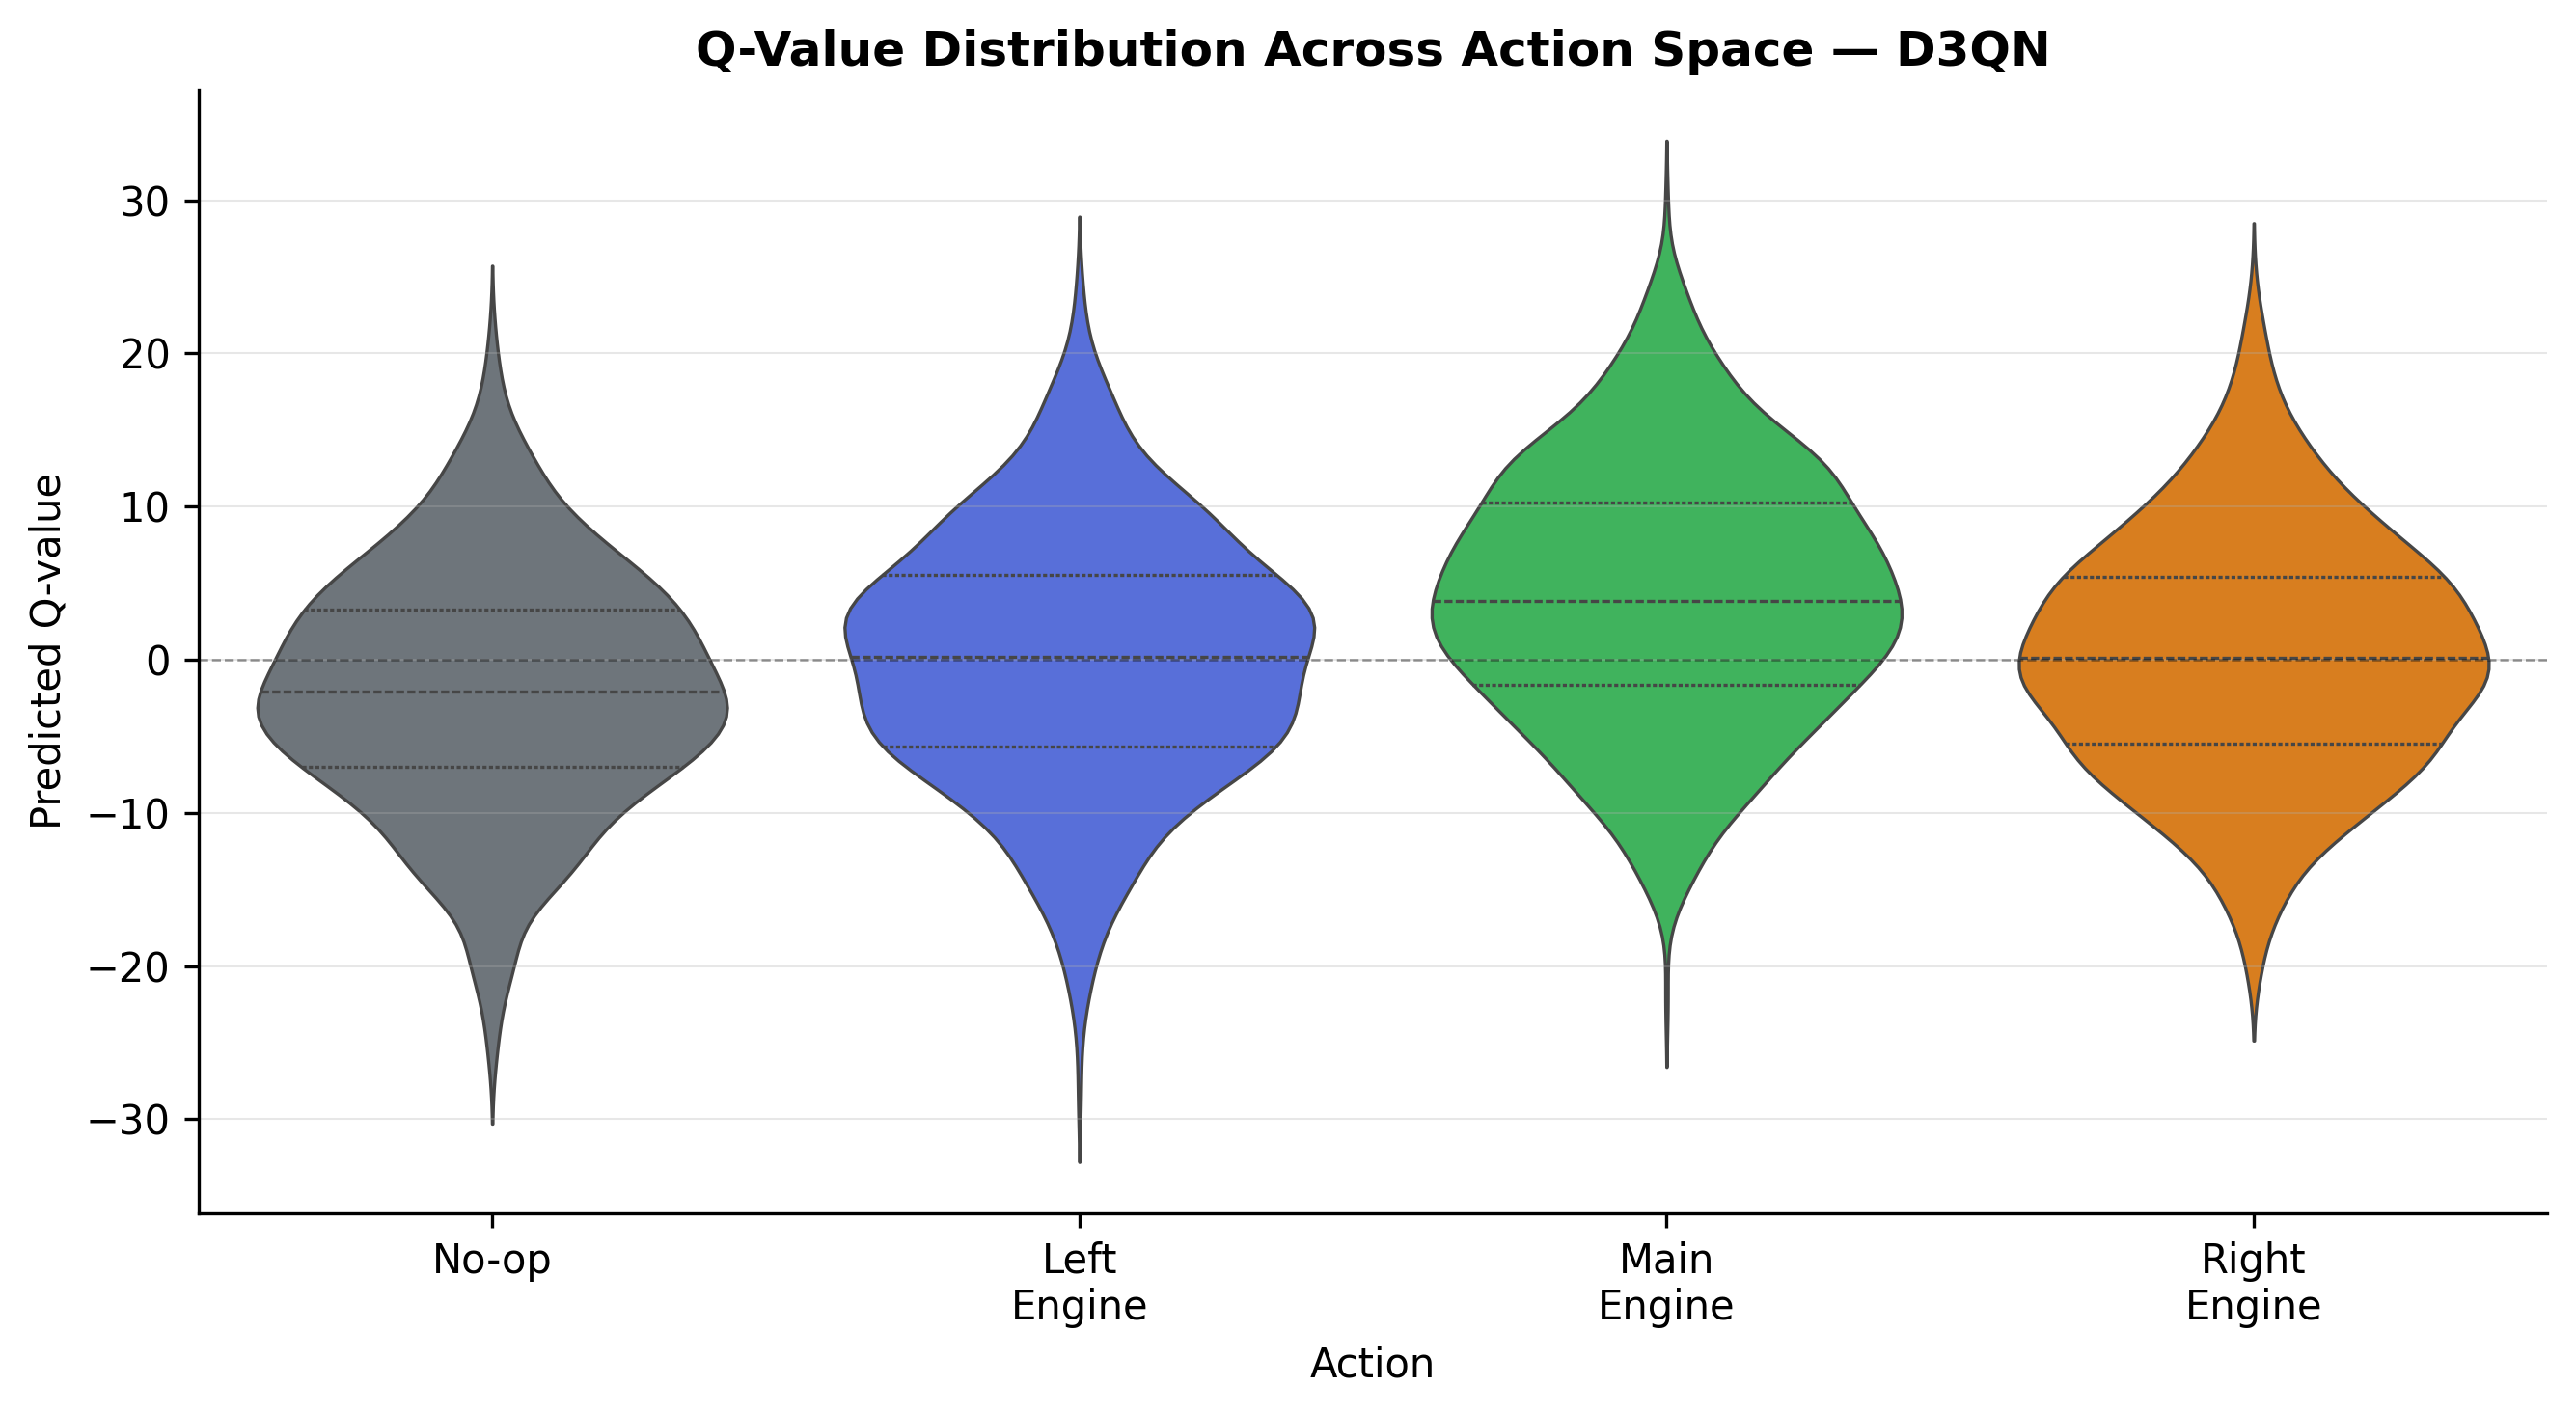 Q-Value Distribution Across Action Space — D3QN
Predicted Q-value
30
20
10
0
−10
−20
−30
No-op
Left
Engine
Main
Engine
Right
Engine
Action